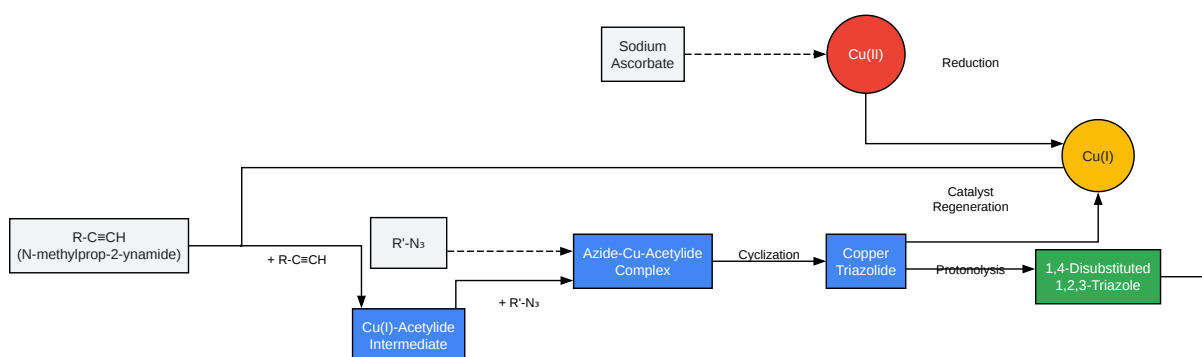 Sodium
Ascorbate
Cu(II)
Reduction
Cu(I)
Catalyst
Regeneration
R-C≡CH
(N-methylprop-2-ynamide)
+ R-C≡CH
R'-N₃
Azide-Cu-Acetylide
Complex
Cyclization
Copper
Triazolide
Protonolysis
1,4-Disubstituted
1,2,3-Triazole
+ R'-N₃
Cu(I)-Acetylide
Intermediate